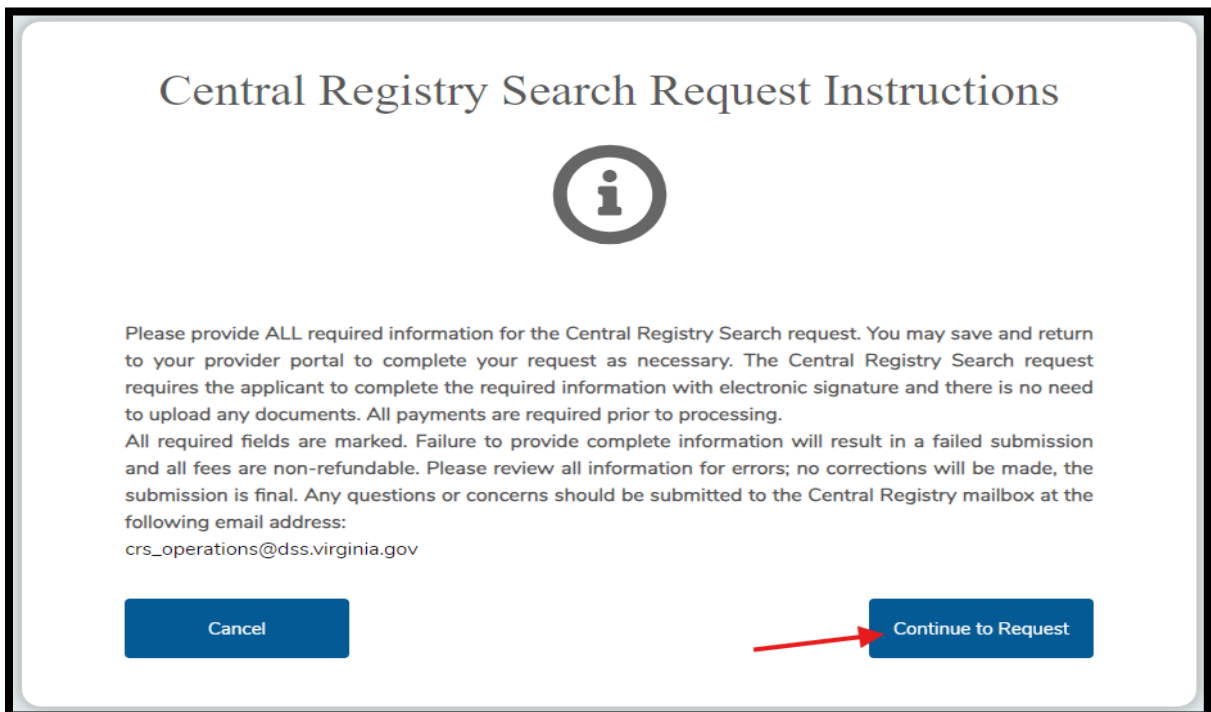 Central Registry Search Request Instructions
i
Please provide ALL required information for the Central Registry Search request. You may save and return
to your provider portal to complete your request as necessary. The Central Registry Search request
requires the applicant to complete the required information with electronic signature and there is no need
to upload any documents. All payments are required prior to processing.
All required fields are marked. Failure to provide complete information will result in a failed submission
and all fees are non-refundable. Please review all information for errors; no corrections will be made, the
submission is final. Any questions or concerns should be submitted to the Central Registry mailbox at the
following email address:
crs_operations@dss.virginia.gov
Cancel
Continue to Request